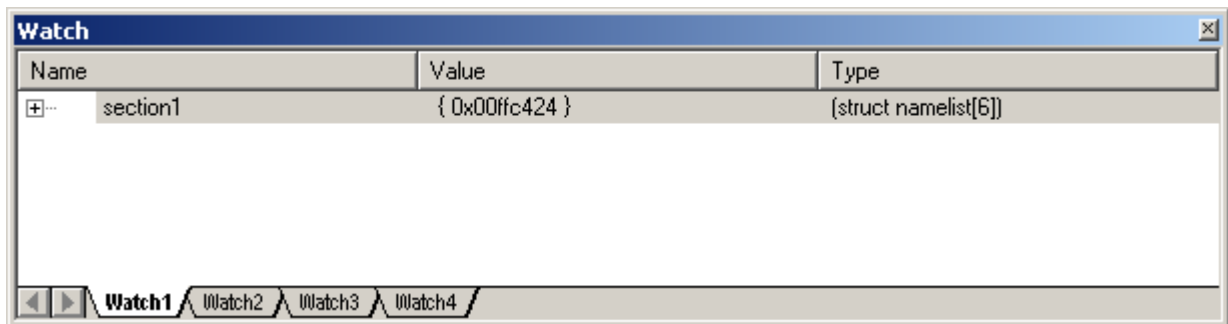 Watch
Name Value Type
section1 { 0x00ffc424 } (struct namelist[6])
Watch1 Watch2 Watch3 Watch4